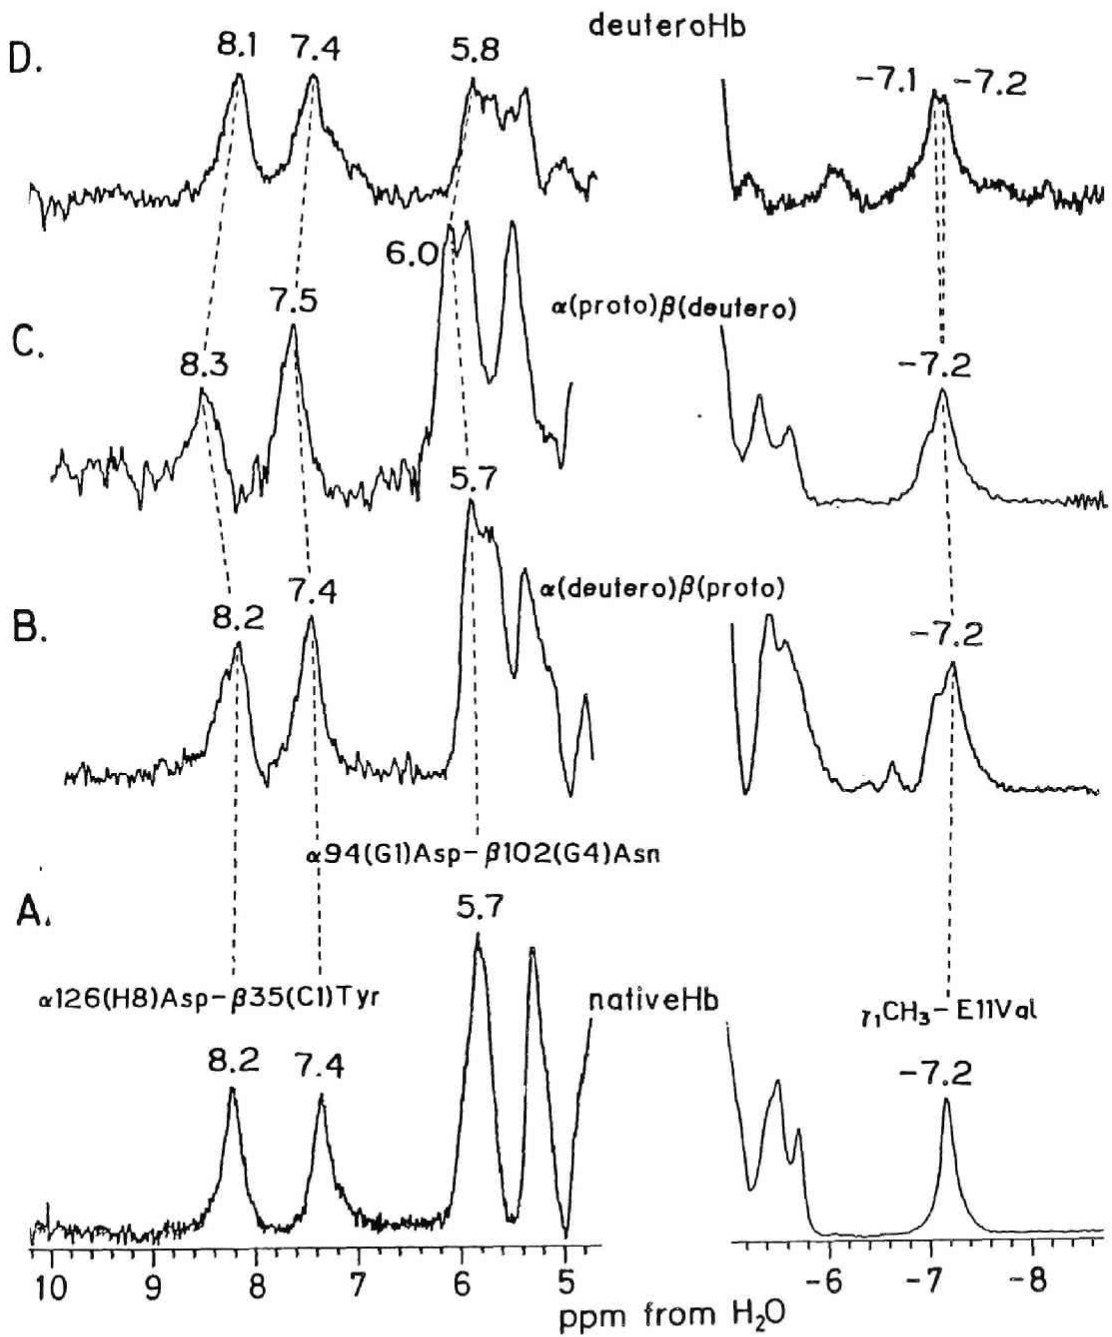 deuteroHb
D.
8.1 7.4 5.8
-7.1 -7.2
6.0
α(proto)β(deutero)
C.
7.5
8.3
-7.2
5.7
α(deutero)β(proto)
B.
7.4
8.2
-7.2
α94(G1)Asp-β102(G4)Asn
A.
5.7
α126(H8)Asp-β35(C1)Tyr
nativeHb
γ₁CH₃-E11Val
8.2 7.4
-7.2
10 9 8 7 6 5 -6 -7 -8
ppm from H₂O